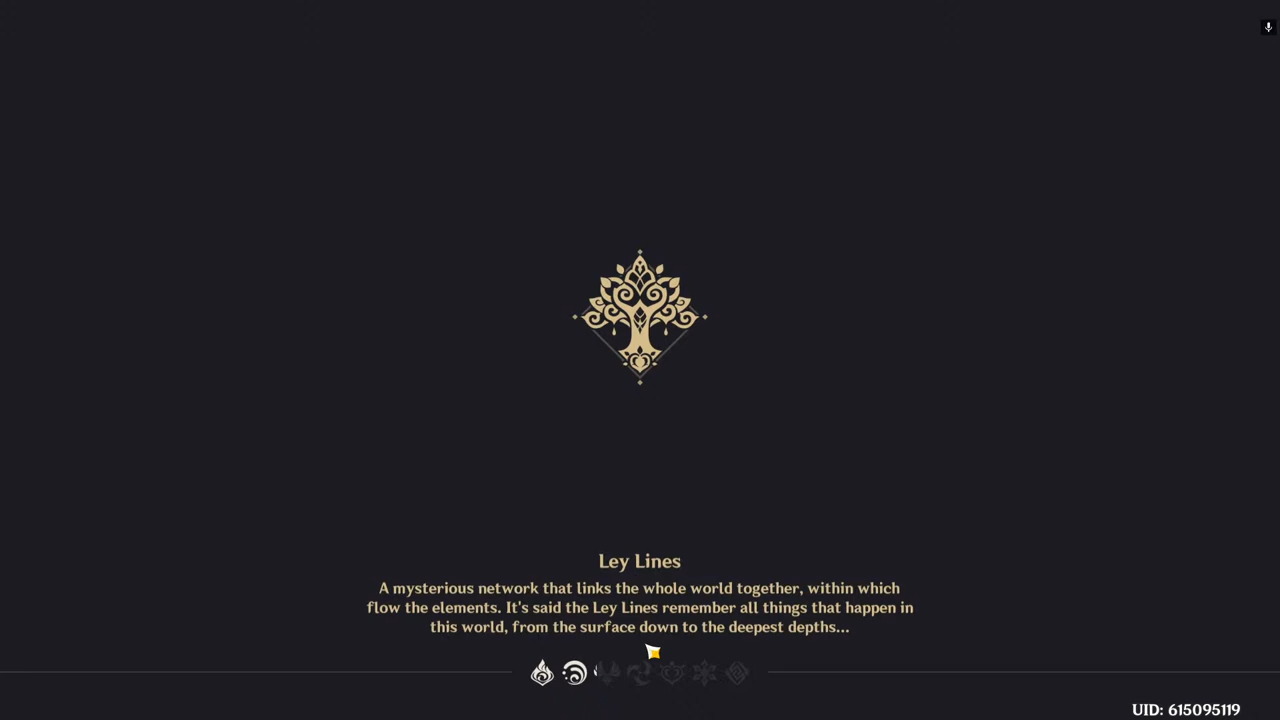 Ley Lines
A mysterious network that links the whole world together, within which
flow the elements. It's said the Ley Lines remember all things that happen in
this world, from the surface down to the deepest depths...
UID: 615095119